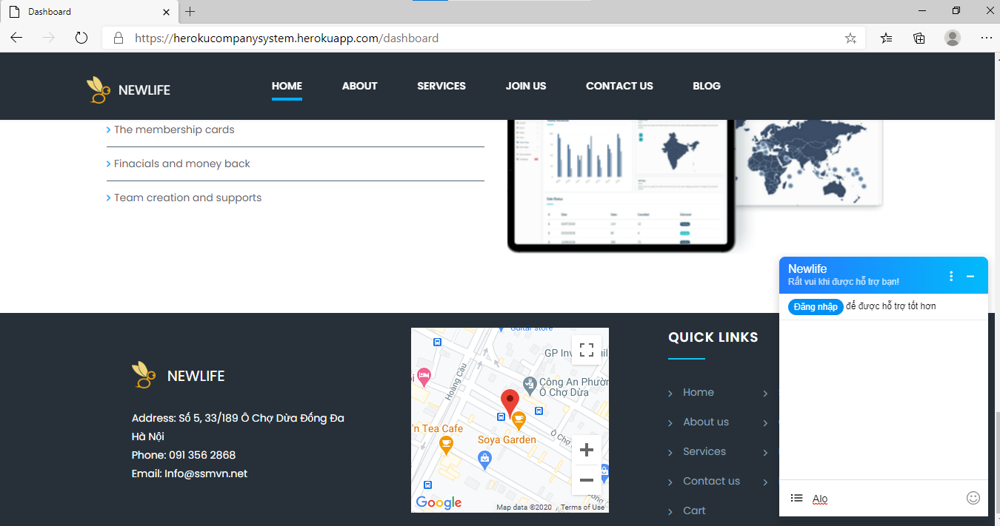 Dashboard
https://herokucompanysystem.herokuapp.com/dashboard
NEWLIFE
HOME
ABOUT
SERVICES
JOIN US
CONTACT US
BLOG
The membership cards
Finacials and money back
Team creation and supports
Newlife
Rất vui khi được hỗ trợ bạn!
Đăng nhập để được hỗ trợ tốt hơn
Alo
NEWLIFE
Address: Số 5, 33/189 Ô Chợ Dừa Đống Đa
Hà Nội
Phone: 091 356 2868
Email: Info@ssmvn.net
Guitar store
GP Inv
Hoàng Cầu
Công An Phườn
Ô Chợ Dừa
'n Tea Cafe
Soya Garden
Ô Chợ
Google
Map data ©2020
Terms of Use
QUICK LINKS
Home
About us
Services
Contact us
Cart